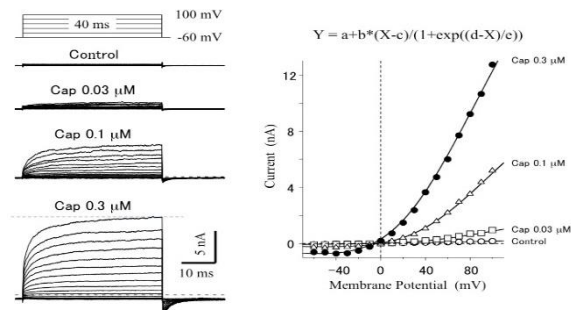 100 mV
40 ms
-60 mV
Control
Cap 0.03 μM
Cap 0.1 μM
Cap 0.3 μM
5 nA
10 ms
Y = a+b*(X-c)/(1+exp((d-X)/e))
Cap 0.3 μM
12
8
Current (nA)
Cap 0.1 μM
4
Cap 0.03 μM
Control
0
-40
0
40
80
Membrane Potential (mV)